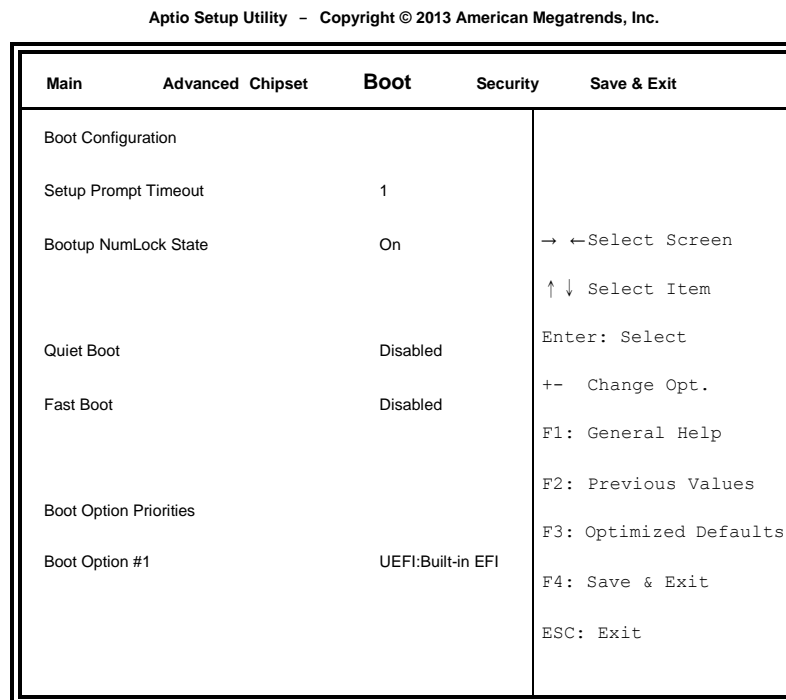 Aptio Setup Utility – Copyright © 2013 American Megatrends, Inc.
Main Advanced Chipset Boot Security Save & Exit
Boot Configuration
Setup Prompt Timeout 1
Bootup NumLock State On
Quiet Boot Disabled
Fast Boot Disabled
Boot Option Priorities
Boot Option #1 UEFI:Built-in EFI
→ ←Select Screen
↑↓ Select Item
Enter: Select
+- Change Opt.
F1: General Help
F2: Previous Values
F3: Optimized Defaults
F4: Save & Exit
ESC: Exit